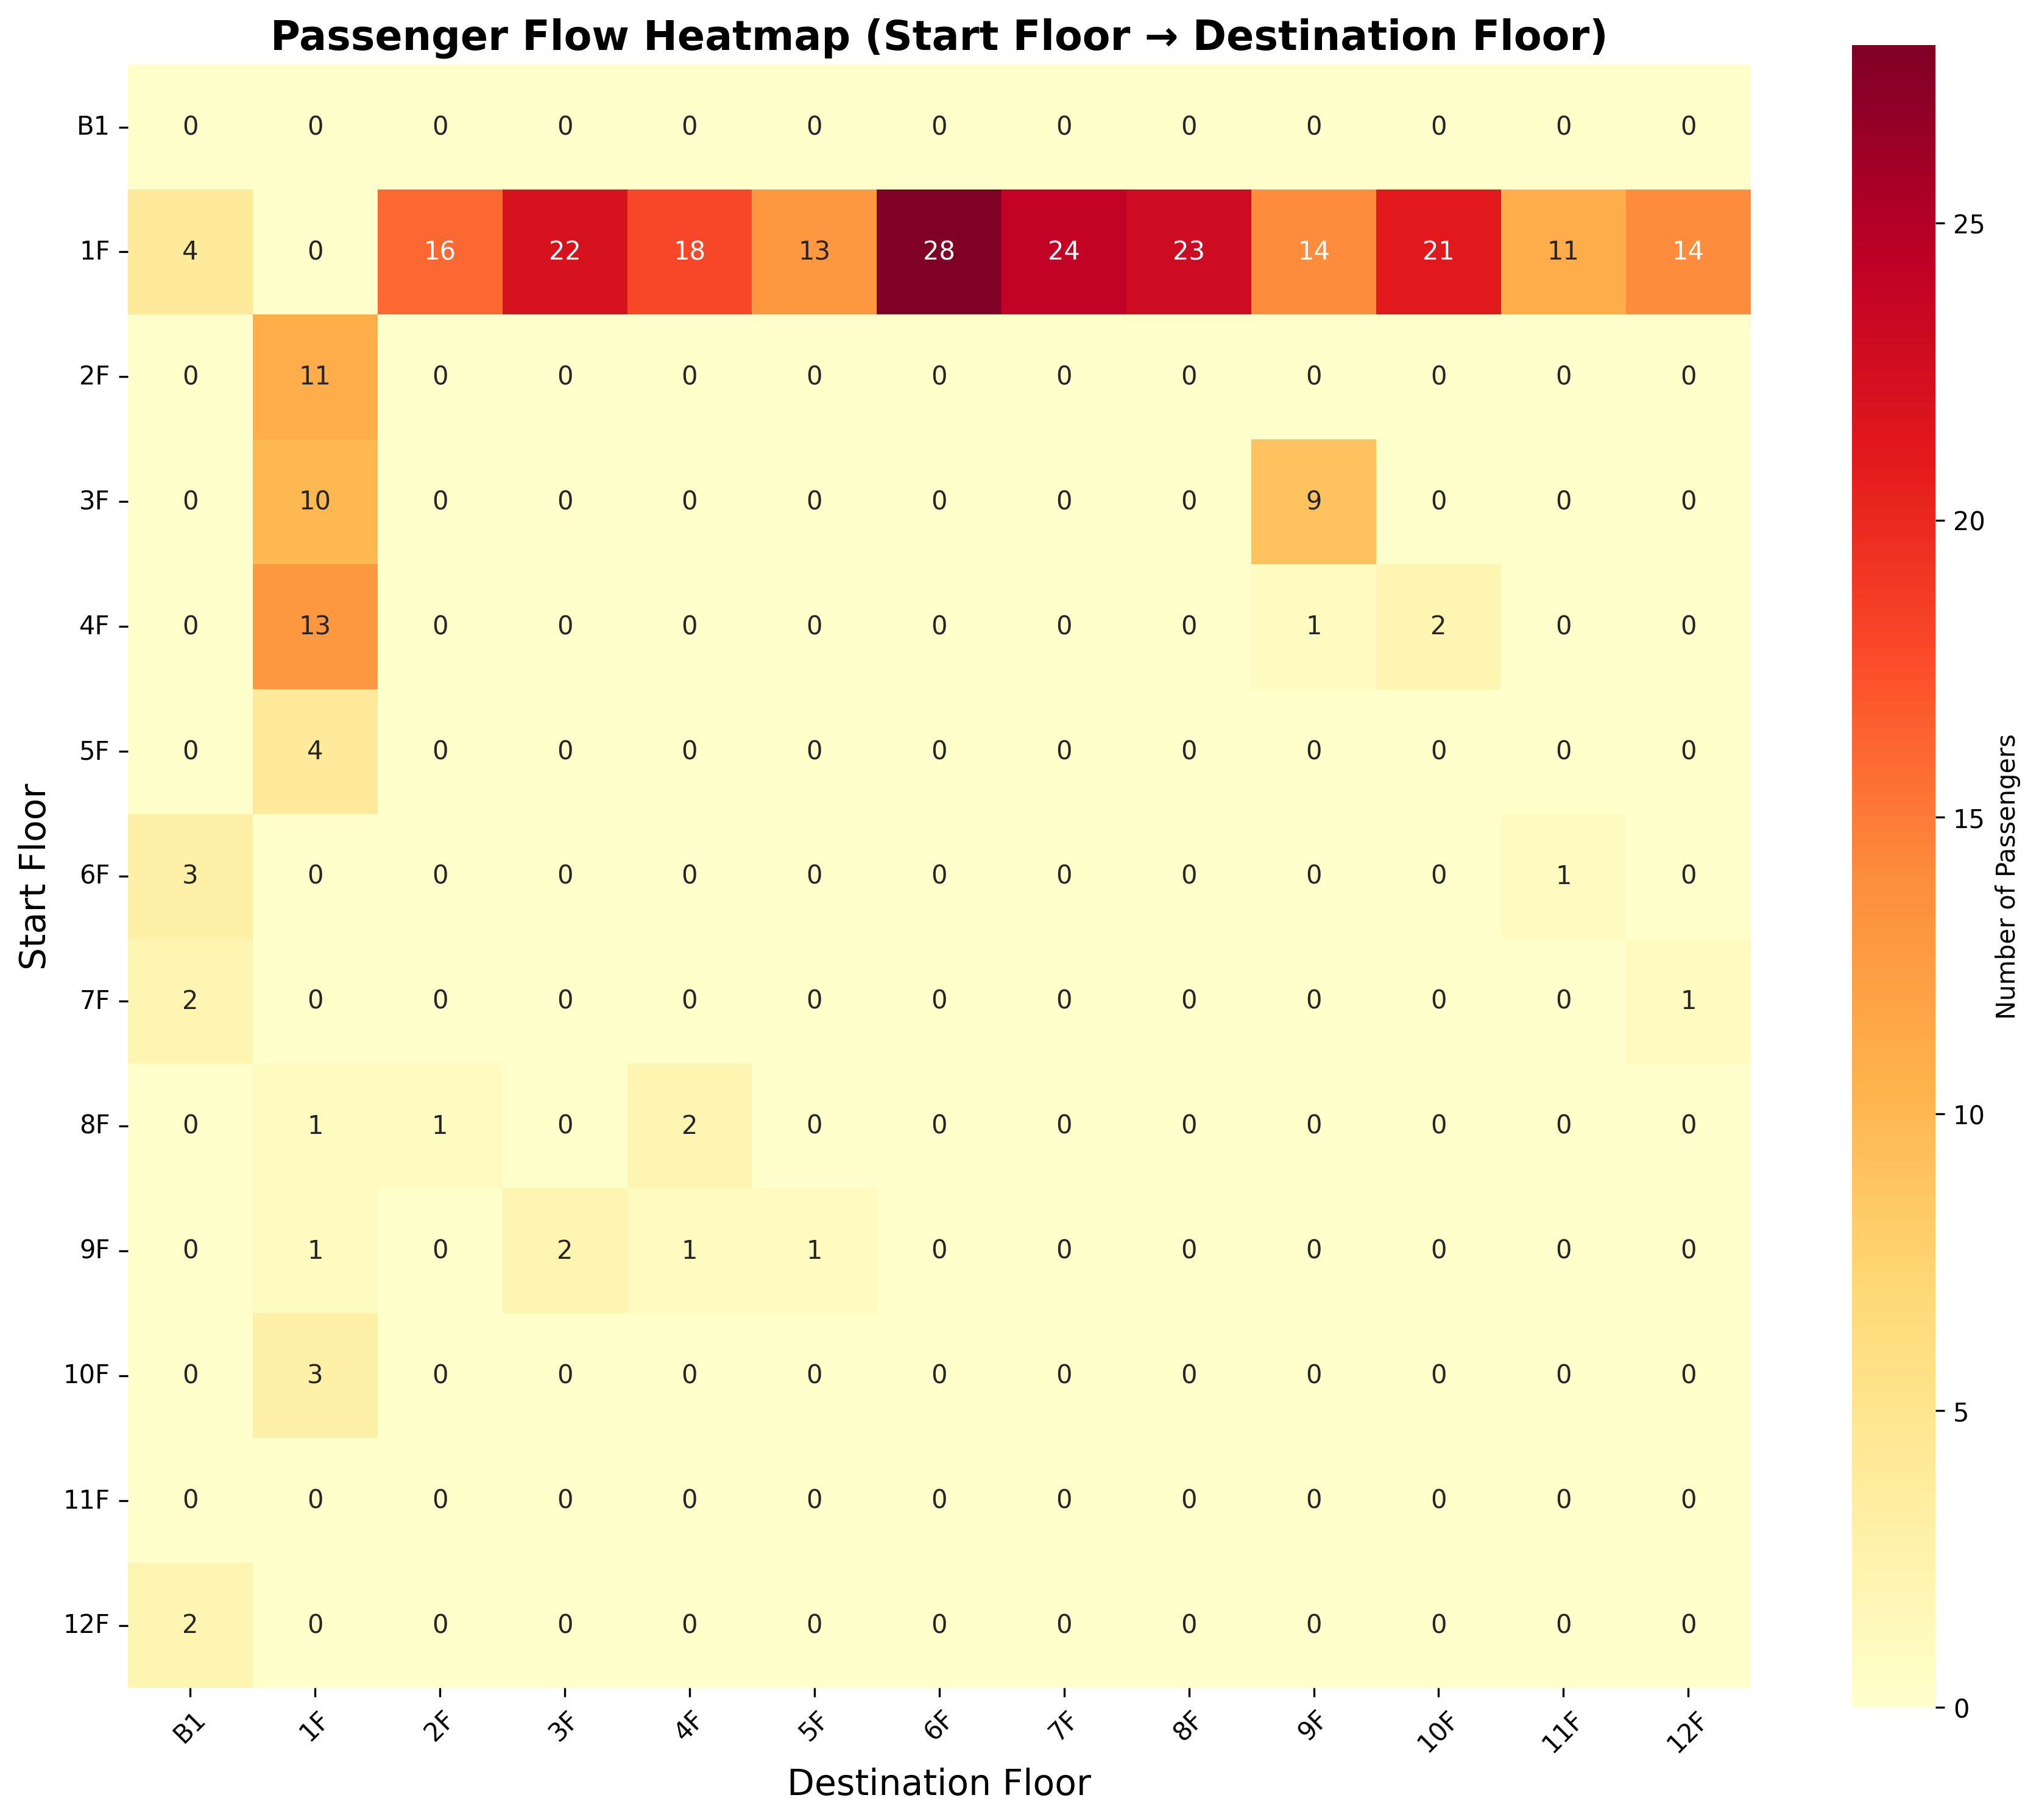 Passenger Flow Heatmap (Start Floor → Destination Floor)
B1 0 0 0 0 0 0 0 0 0 0 0 0 0
1F 4 0 16 22 18 13 28 24 23 14 21 11 14
2F 0 11 0 0 0 0 0 0 0 0 0 0 0
3F 0 10 0 0 0 0 0 0 0 9 0 0 0
4F 0 13 0 0 0 0 0 0 0 1 2 0 0
5F 0 4 0 0 0 0 0 0 0 0 0 0 0
6F 3 0 0 0 0 0 0 0 0 0 0 1 0
7F 2 0 0 0 0 0 0 0 0 0 0 0 1
8F 0 1 1 0 2 0 0 0 0 0 0 0 0
9F 0 1 0 2 1 1 0 0 0 0 0 0 0
10F 0 3 0 0 0 0 0 0 0 0 0 0 0
11F 0 0 0 0 0 0 0 0 0 0 0 0 0
12F 2 0 0 0 0 0 0 0 0 0 0 0 0
B1 1F 2F 3F 4F 5F 6F 7F 8F 9F 10F 11F 12F
Start Floor
Destination Floor
25
20
15
10
5
0
Number of Passengers